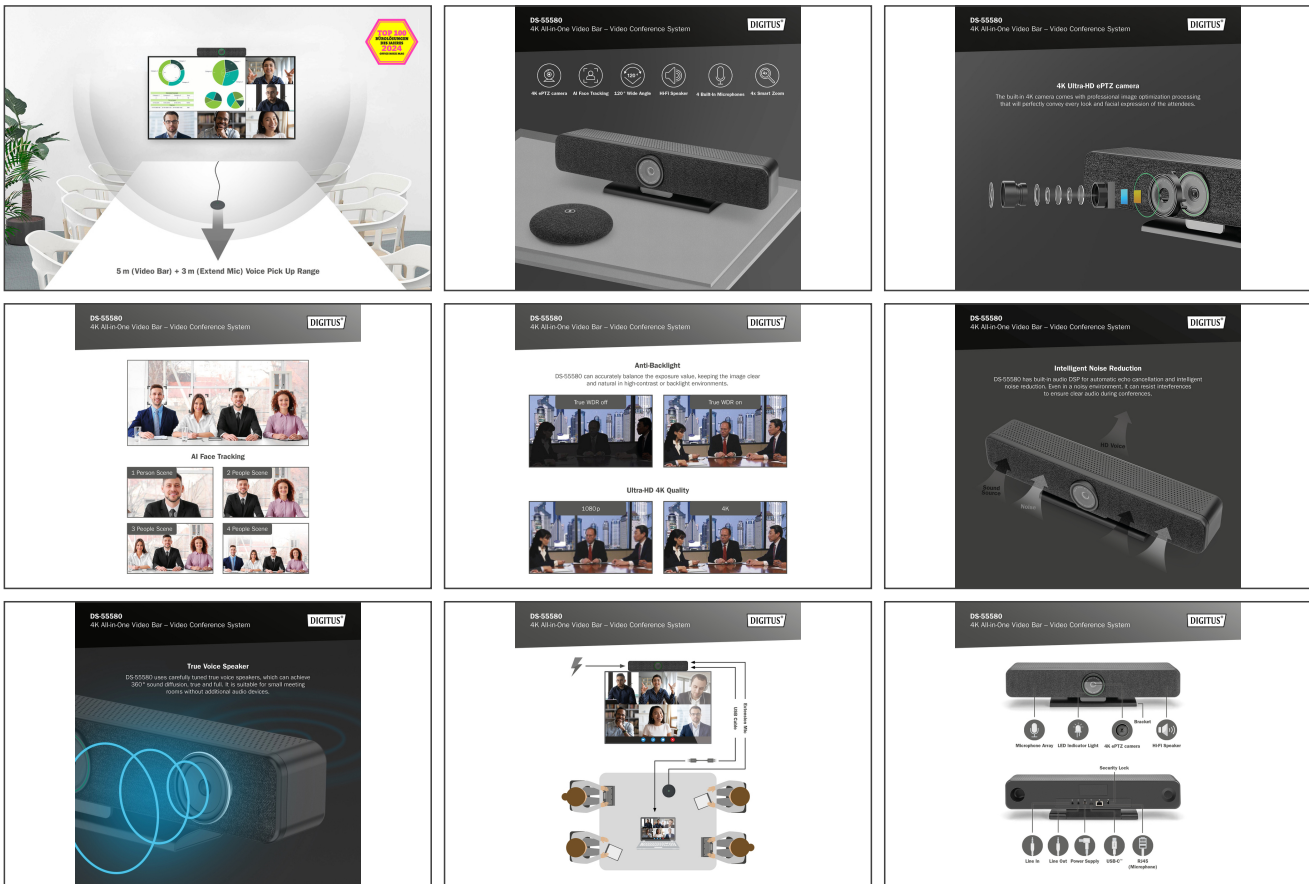 TOP 100
BÜROLÖSUNGEN
DES JAHRES
2024
5 m (Video Bar) + 3 m (Extend Mic) Voice Pick Up Range
DS-55580
4K All-in-One Video Bar – Video Conference System
DIGITUS®
4K ePTZ camera
AI Face Tracking
120° Wide Angle
Hi-Fi Speaker
4 Built-In Microphones
4x Smart Zoom
120°
4x
DS-55580
4K All-in-One Video Bar – Video Conference System
DIGITUS®
4K Ultra-HD ePTZ camera
The built-in 4K camera comes with professional image optimization processing
that will perfectly convey every look and facial expression of the attendees.
DS-55580
4K All-in-One Video Bar – Video Conference System
DIGITUS®
AI Face Tracking
1 Person Scene
2 People Scene
3 People Scene
4 People Scene
DS-55580
4K All-in-One Video Bar – Video Conference System
DIGITUS®
Anti-Backlight
DS-55580 can accurately balance the exposure value, keeping the image clear
and natural in high-contrast or backlight environments.
True WDR off
True WDR on
Ultra-HD 4K Quality
1080p
4K
DS-55580
4K All-in-One Video Bar – Video Conference System
DIGITUS®
Intelligent Noise Reduction
DS-55580 has built-in audio DSP for automatic echo cancellation and intelligent
noise reduction. Even in a noisy environment, it can resist interferences
to ensure clear audio during conferences.
HD Voice
Sound
Source
Noise
DS-55580
4K All-in-One Video Bar – Video Conference System
DIGITUS®
True Voice Speaker
DS-55580 uses carefully tuned true voice speakers, which can achieve
360° sound diffusion, true and full. It is suitable for small meeting
rooms without additional audio devices.
DS-55580
4K All-in-One Video Bar – Video Conference System
DIGITUS®
USB Cable
Extension Mic
DS-55580
4K All-in-One Video Bar – Video Conference System
DIGITUS®
Bracket
Microphone Array
LED Indicator Light
4K ePTZ camera
Hi-Fi Speaker
Security Lock
Line In
Line Out
Power Supply
USB-C™
RJ45
(Microphone)